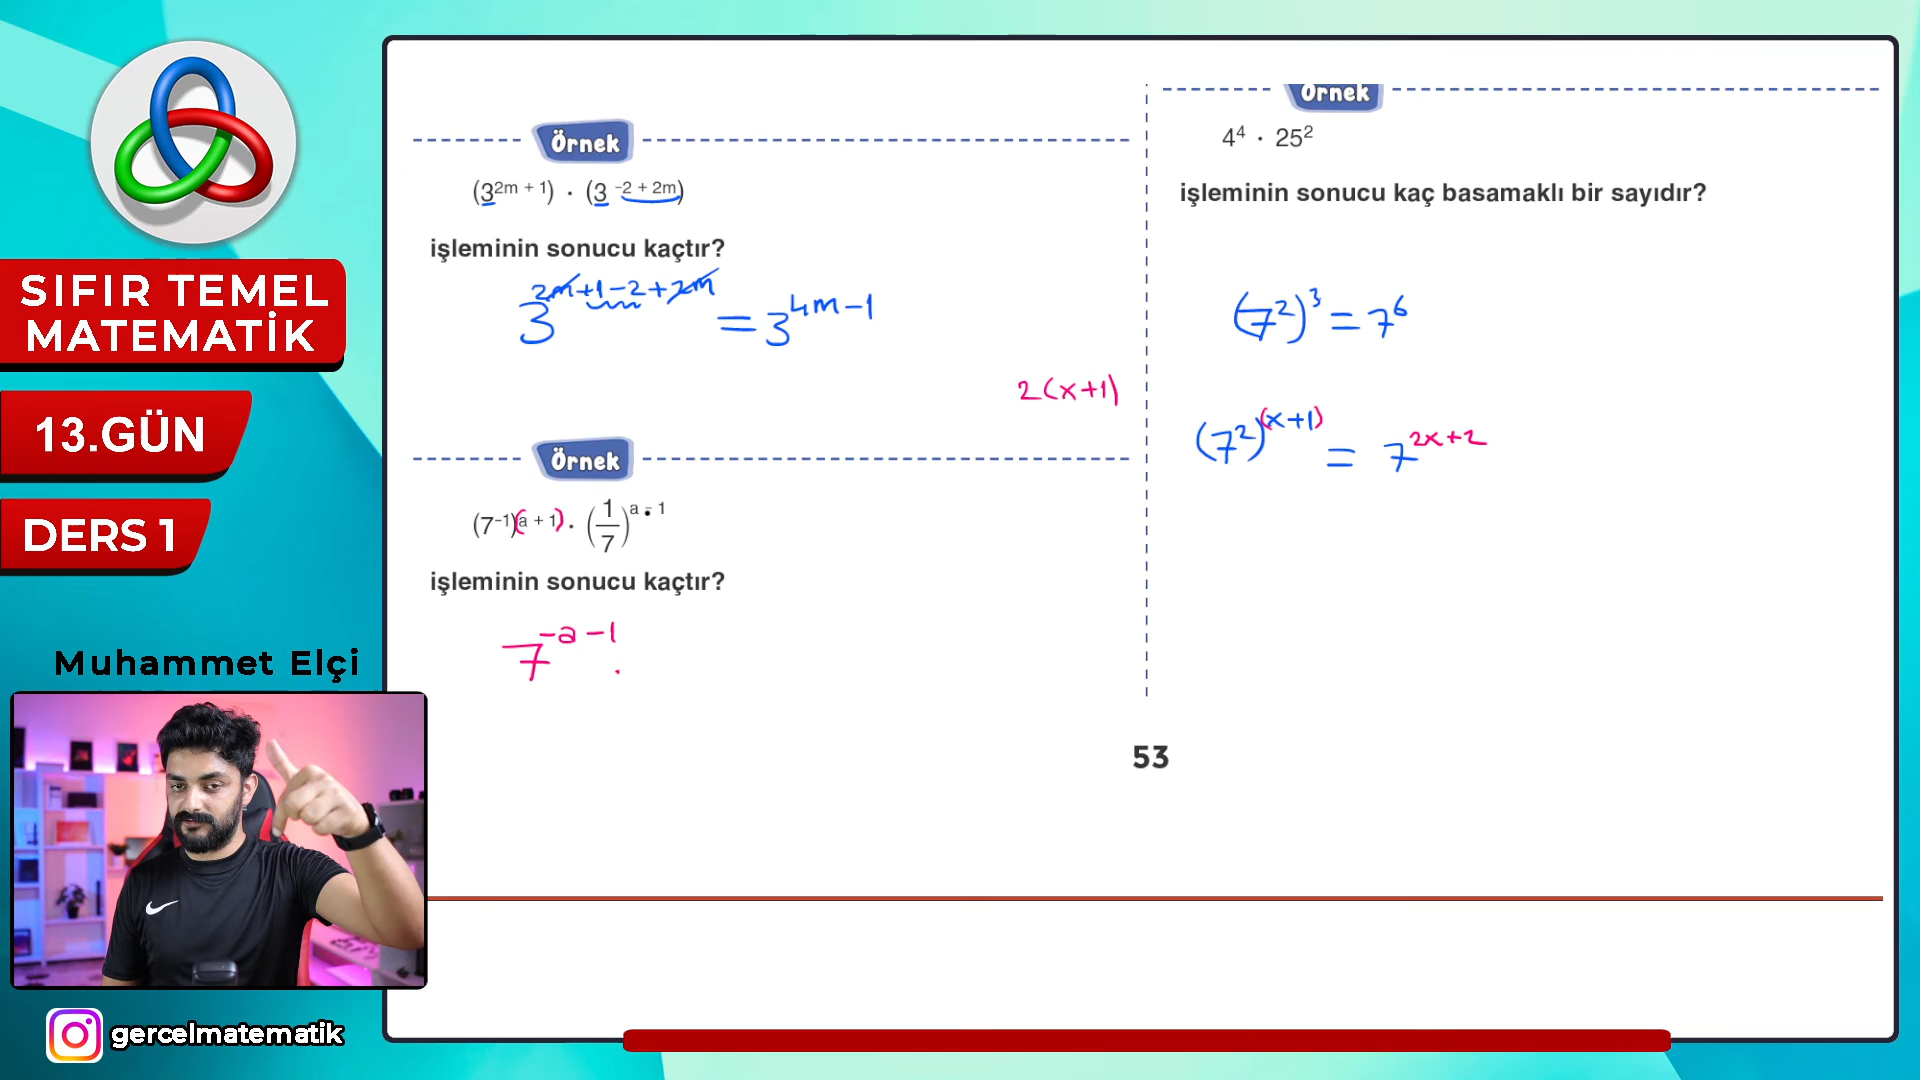 SIFIR TEMEL
MATEMATİK
13.GÜN
DERS 1
Muhammet Elçi
gercelmatematik
Örnek
(3^{2m + 1}) · (3^{-2 + 2m})
işleminin sonucu kaçtır?
3^{2m+1-2+2m} = 3^{4m-1}
2(x+1)
Örnek
(7^{-1})^{(a + 1)} · (1/7)^{a - 1}
işleminin sonucu kaçtır?
7^{-a-1} .
Örnek
4^4 · 25^2
işleminin sonucu kaç basamaklı bir sayıdır?
(7^2)^3 = 7^6
(7^2)^{(x+1)} = 7^{2x+2}
53